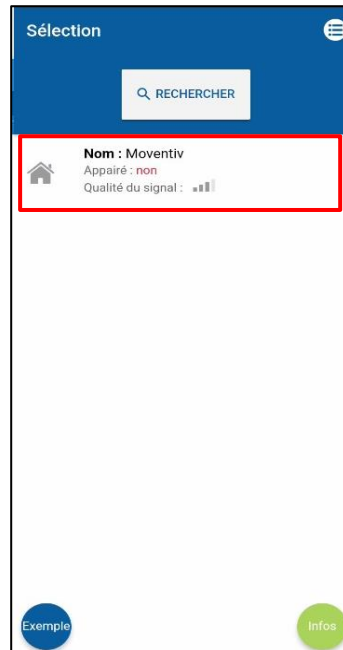 Sélection
RECHERCHER
Nom : Moventiv
Appairé : non
Qualité du signal :
Exemple
Infos